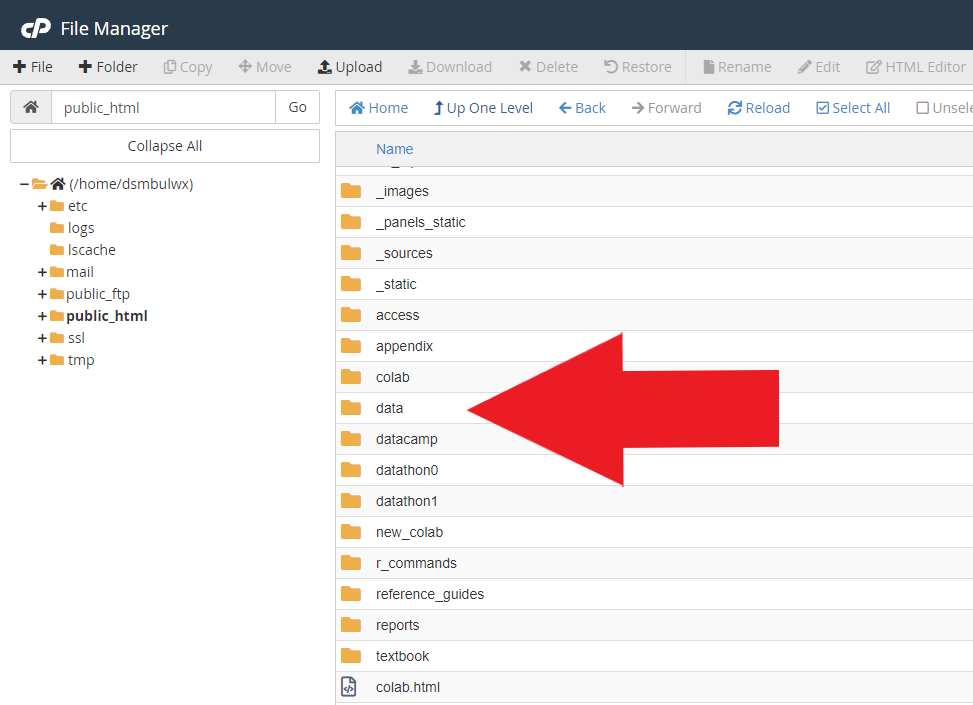 cP File Manager
File Folder Copy Move Upload Download Delete Restore Rename Edit HTML Editor
public_html Go
Collapse All
(/home/dsmbulwx)
etc
logs
lscache
mail
public_ftp
public_html
ssl
tmp
Home Up One Level Back Forward Reload Select All
Name
_images
_panels_static
_sources
_static
access
appendix
colab
data
datacamp
datathon0
datathon1
new_colab
r_commands
reference_guides
reports
textbook
colab.html